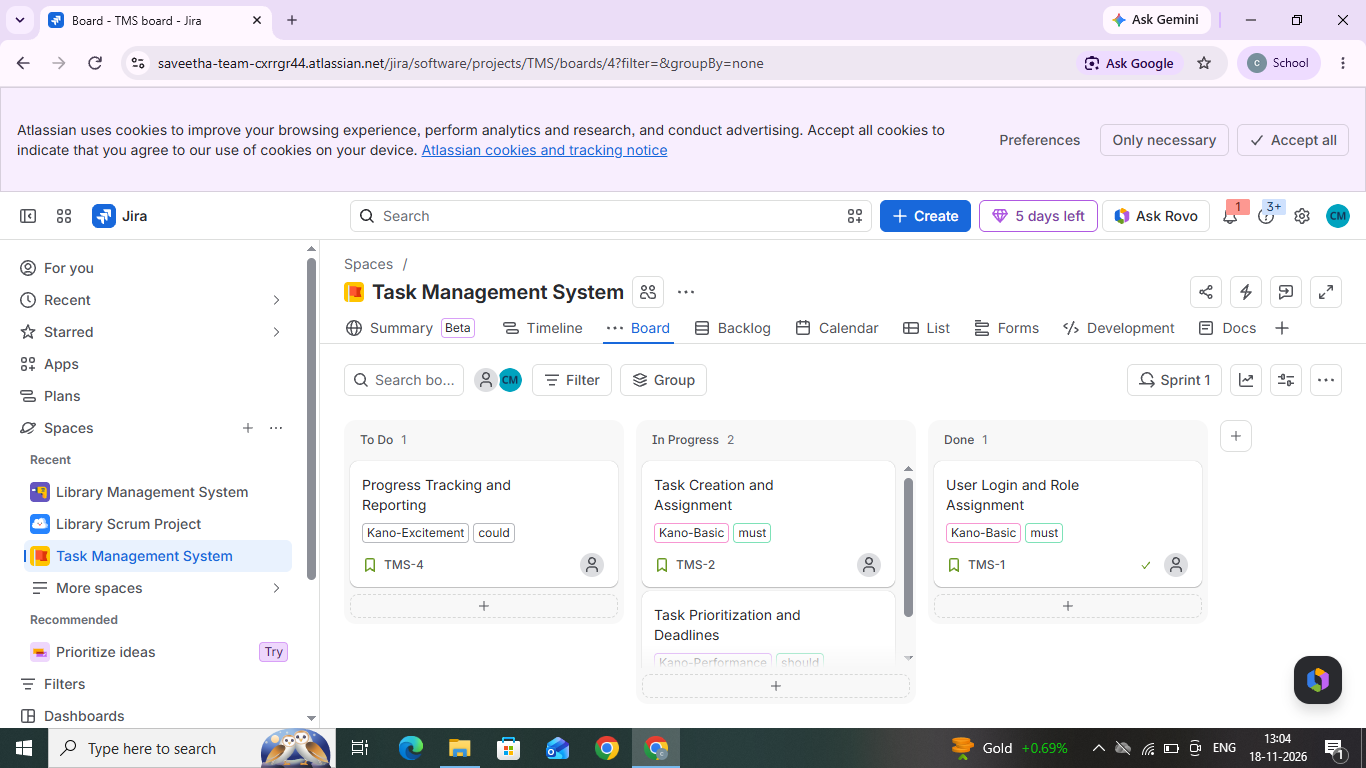 Board - TMS board - Jira
Ask Gemini
saveetha-team-cxrrgr44.atlassian.net/jira/software/projects/TMS/boards/4?filter=&groupBy=none
Ask Google
C
School
Atlassian uses cookies to improve your browsing experience, perform analytics and research, and conduct advertising. Accept all cookies to
indicate that you agree to our use of cookies on your device. Atlassian cookies and tracking notice
Preferences
Only necessary
Accept all
Jira
Search
Create
5 days left
Ask Rovo
1
3+
CM
For you
Recent
Starred
Apps
Plans
Spaces
Recent
Library Management System
Library Scrum Project
Task Management System
More spaces
Recommended
Prioritize ideas
Try
Filters
Dashboards
Spaces /
Task Management System
Summary Beta
Timeline
Board
Backlog
Calendar
List
Forms
Development
Docs
Search bo...
CM
Filter
Group
Sprint 1
To Do 1
Progress Tracking and
Reporting
Kano-Excitement could
TMS-4
In Progress 2
Task Creation and
Assignment
Kano-Basic must
TMS-2
Task Prioritization and
Deadlines
Kano-Performance should
Done 1
User Login and Role
Assignment
Kano-Basic must
TMS-1
Type here to search
Gold +0.69%
ENG
13:04
18-11-2026
1